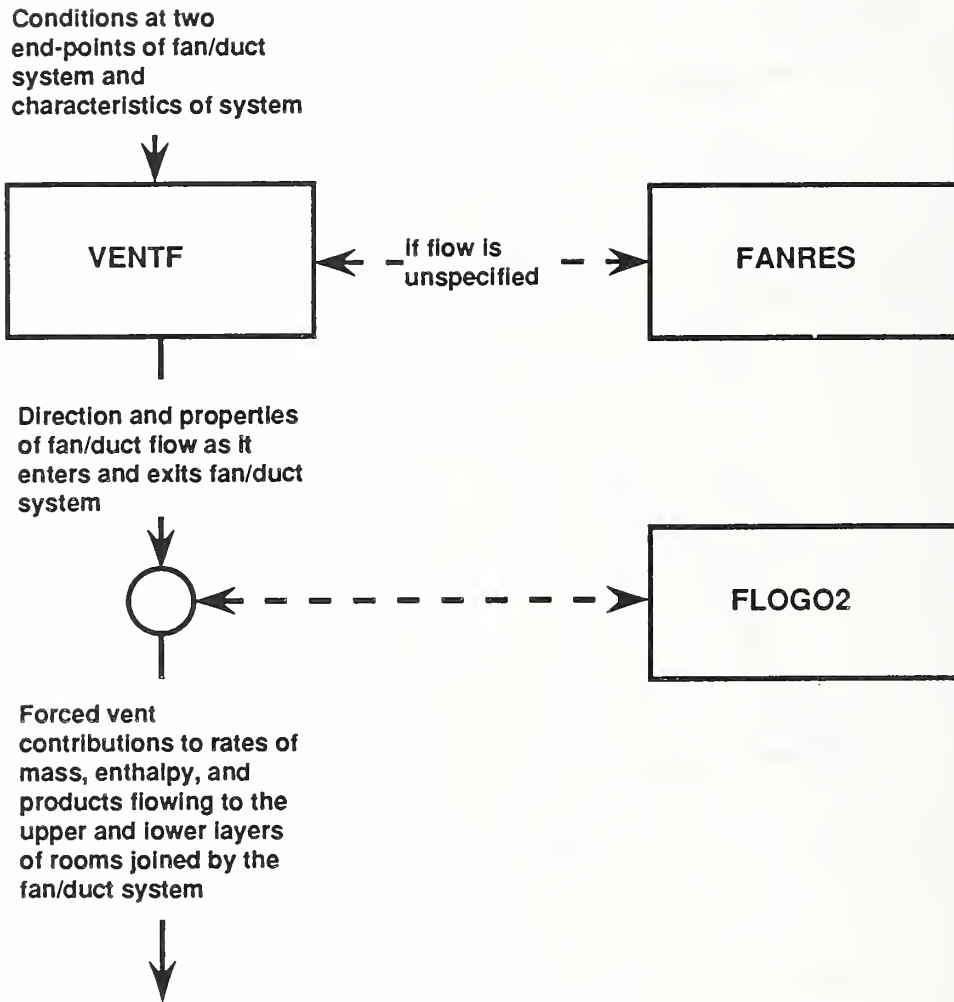 Conditions at two
end-points of fan/duct
system and
characteristics of system
VENTF
if flow is
unspecified
FANRES
Direction and properties
of fan/duct flow as it
enters and exits fan/duct
system
FLOGO2
Forced vent
contributions to rates of
mass, enthalpy, and
products flowing to the
upper and lower layers
of rooms joined by the
fan/duct system